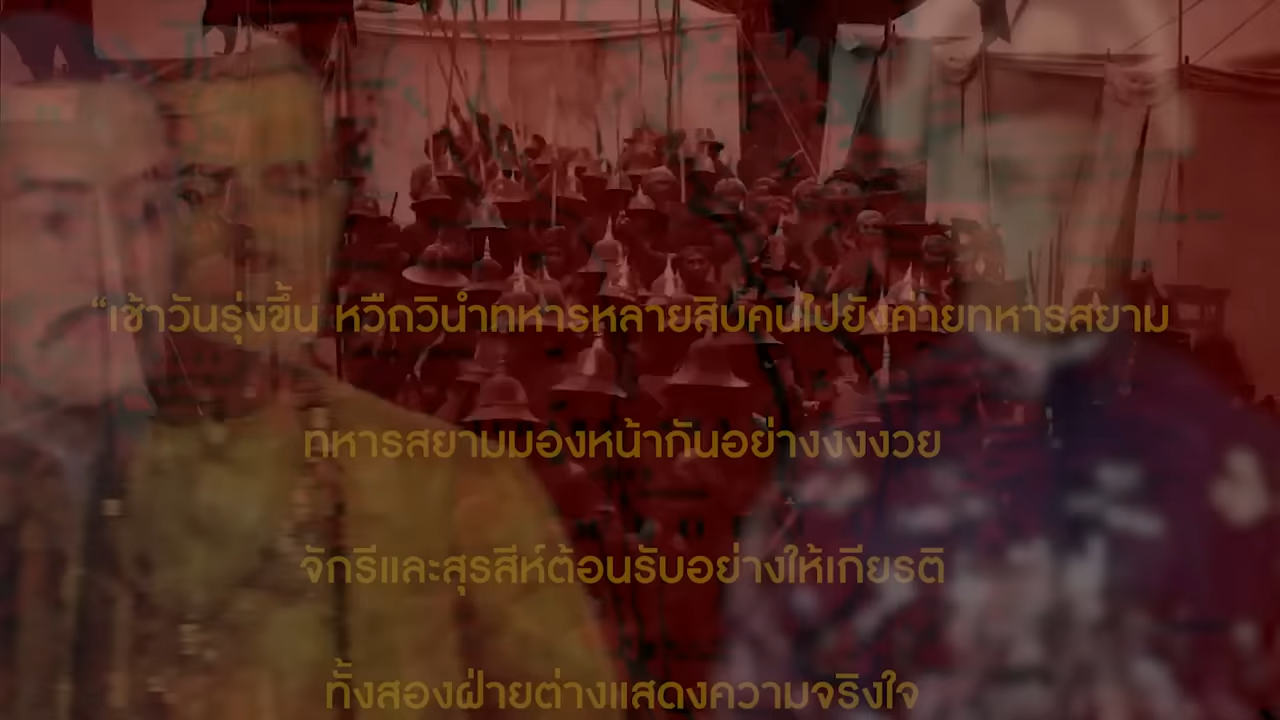 “เช้าวันรุ่งขึ้น หวืถวินำทหารหลายสิบคนไปยังค่ายทหารสยาม
ทหารสยามมองหน้ากันอย่างงงงวย
จักรีและสุรสีห์ต้อนรับอย่างให้เกียรติ
ทั้งสองฝ่ายต่างแสดงความจริงใจ